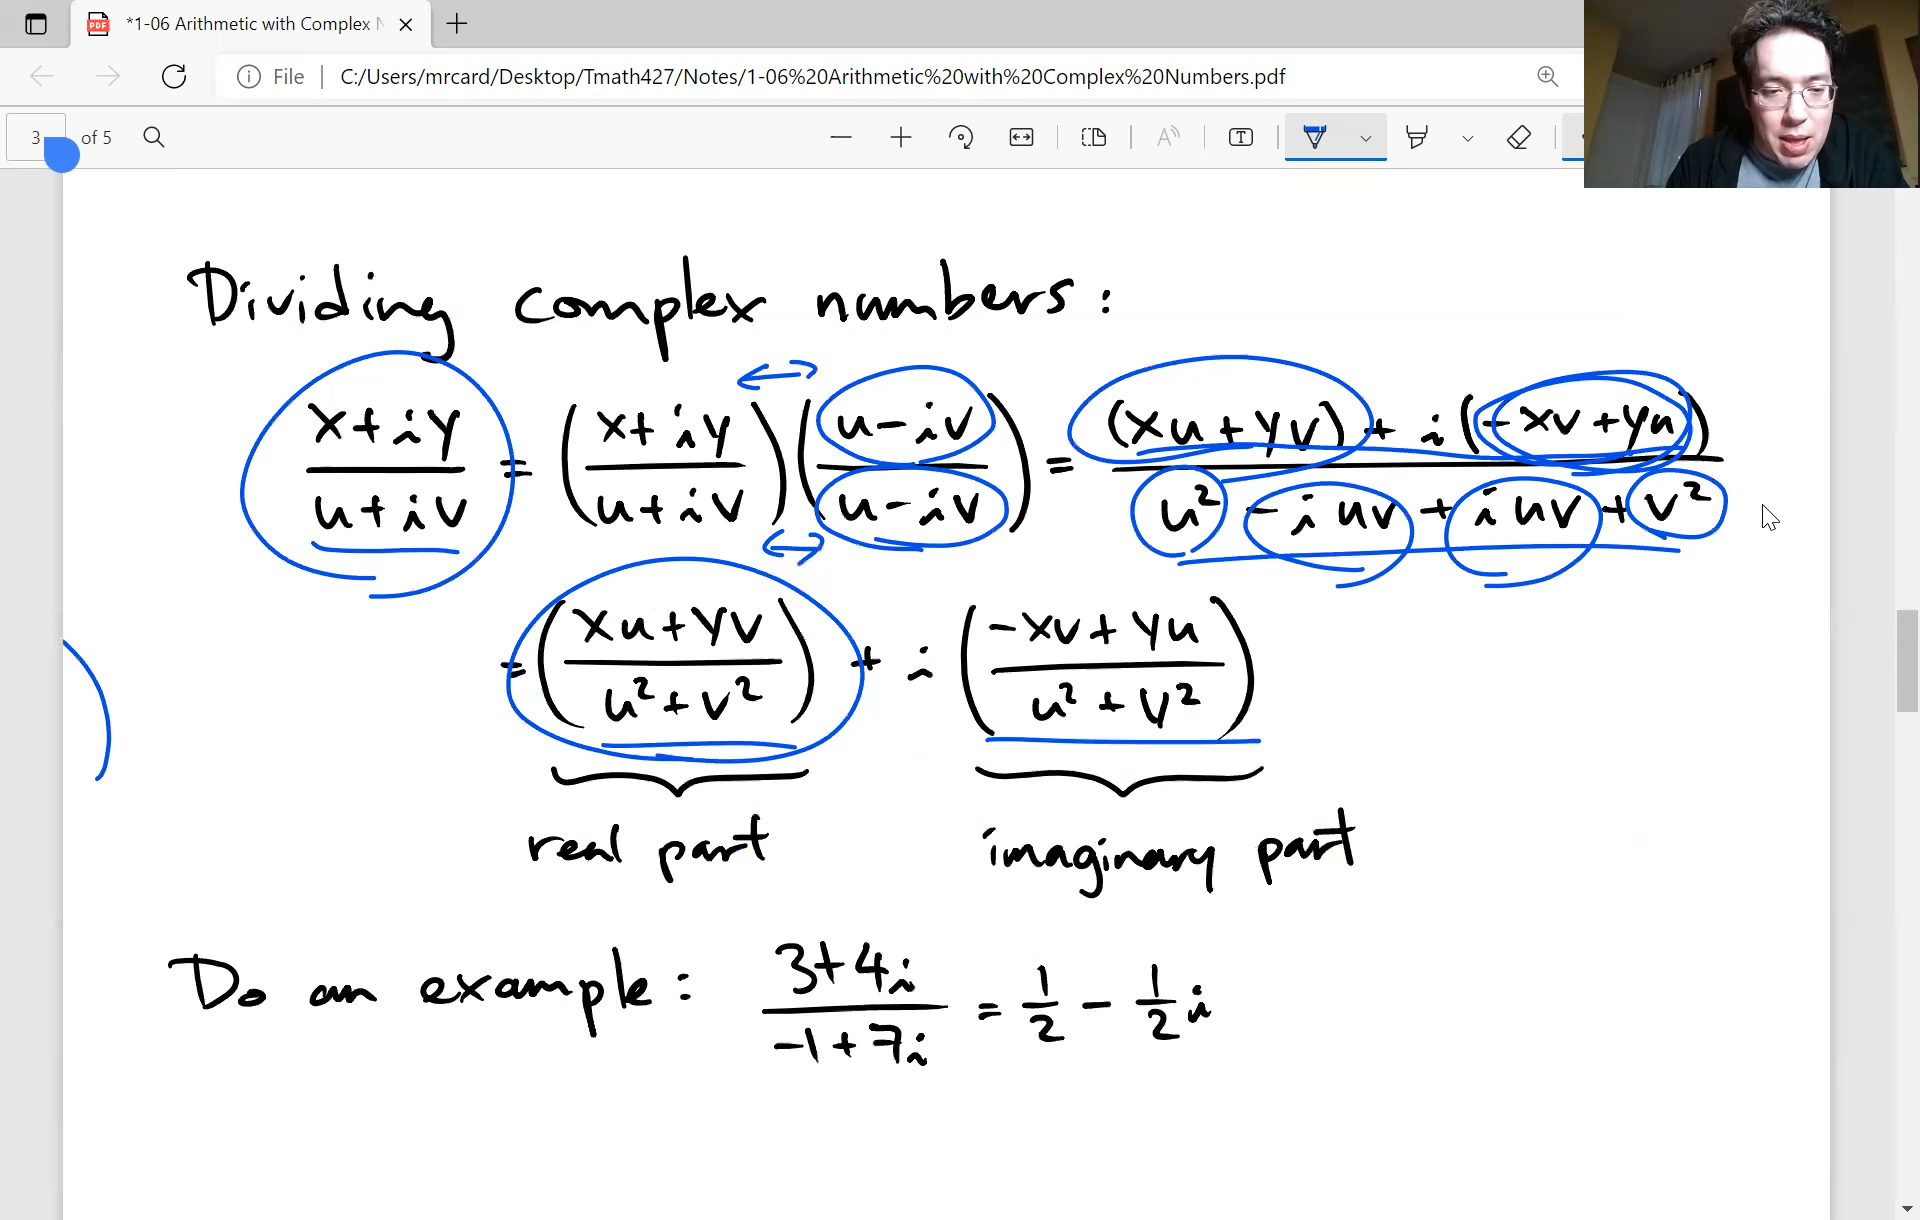 *1-06 Arithmetic with Complex N
File | C:/Users/mrcard/Desktop/Tmath427/Notes/1-06%20Arithmetic%20with%20Complex%20Numbers.pdf
3 of 5
Dividing complex numbers:
(x+iy)/(u+iv) = ((x+iy)/(u+iv)) ((u-iv)/(u-iv)) = ((xu+yv) + i(-xv+yu))/(u² - iuv + iuv + v²)
= ((xu+yv)/(u²+v²)) + i ((-xv+yu)/(u²+v²))
real part imaginary part
Do an example: (3+4i)/(-1+7i) = 1/2 - 1/2 i